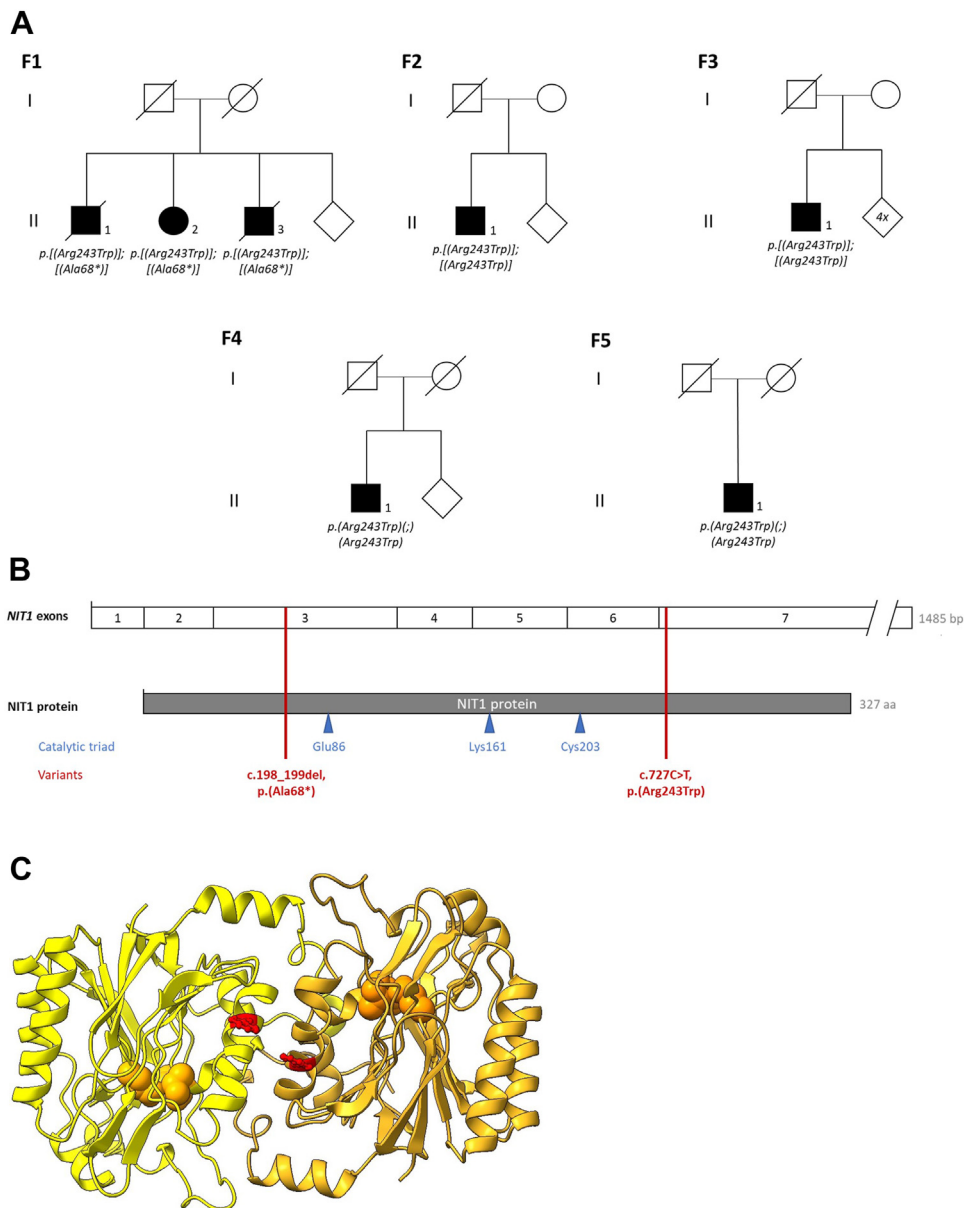 A
F1
F2
F3
I
I
I
II
1
2
3
II
1
II
1
4x
p.[(Arg243Trp)];
[(Ala68*)]
p.[(Arg243Trp)];
[(Ala68*)]
p.[(Arg243Trp)];
[(Ala68*)]
p.[(Arg243Trp)];
[(Arg243Trp)]
p.[(Arg243Trp)];
[(Arg243Trp)]
F4
F5
I
I
II
1
II
1
p.(Arg243Trp)(;)
(Arg243Trp)
p.(Arg243Trp)(;)
(Arg243Trp)
B
NIT1 exons
1
2
3
4
5
6
7
1485 bp
NIT1 protein
NIT1 protein
327 aa
Catalytic triad
Glu86
Lys161
Cys203
Variants
c.198_199del,
p.(Ala68*)
c.727C>T,
p.(Arg243Trp)
C